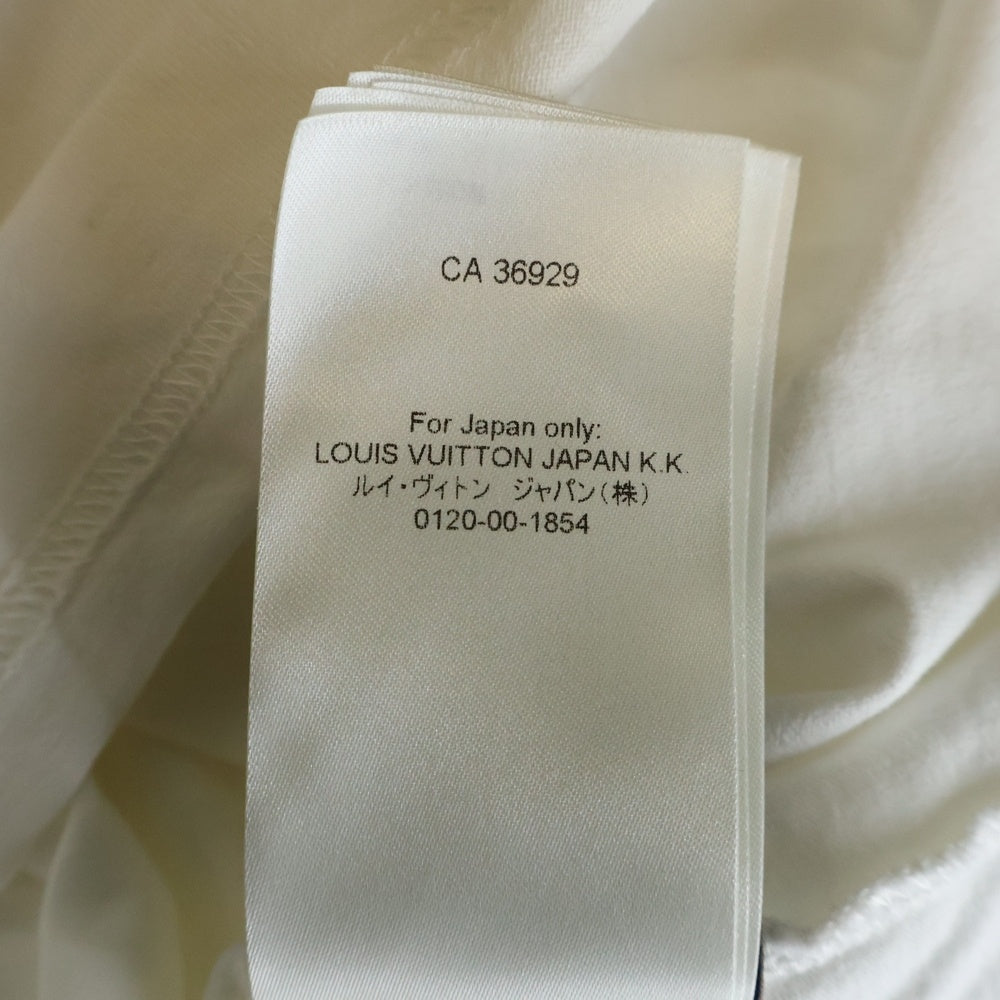 CA 36929
For Japan only:
LOUIS VUITTON JAPAN K.K.
ルイ・ヴィトン ジャパン(株)
0120-00-1854